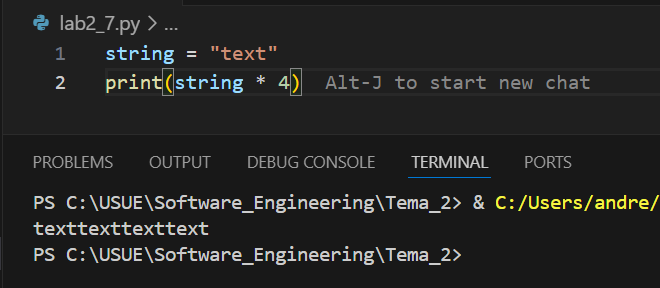 lab2_7.py > ...
1 string = "text"
2 print(string * 4) Alt-J to start new chat
PROBLEMS OUTPUT DEBUG CONSOLE TERMINAL PORTS
PS C:\USUE\Software_Engineering\Tema_2> & C:/Users/andre/
texttexttexttext
PS C:\USUE\Software_Engineering\Tema_2>